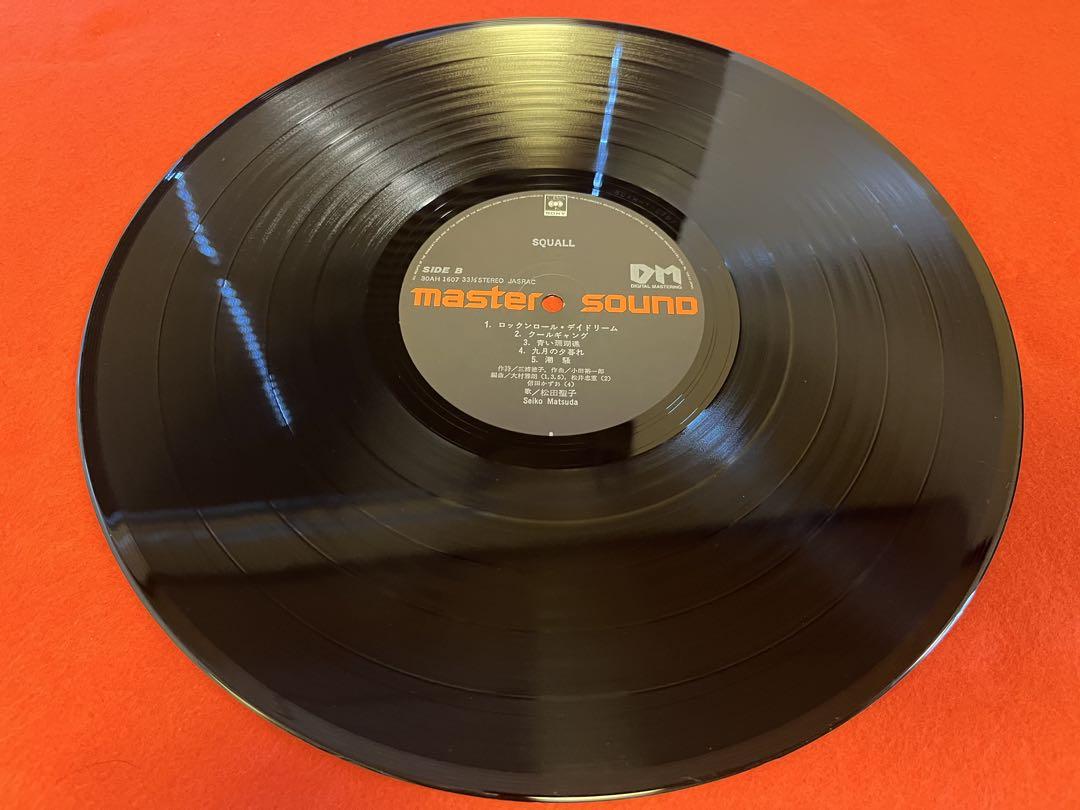 CBS
SONY
SQUALL
SIDE B
30AH 1607 33⅓ STEREO JASRAC
DM
DIGITAL MASTERING
master sound
1. ロックンロール・デイドリーム
2. クールギャング
3. 青い珊瑚礁
4. 九月の夕暮れ
5. 潮 騒
作詩／三浦徳子, 作曲／小田裕一郎
編曲／大村雅朗 (1,3,5), 松井忠重 (2)
信田かずお (4)
歌／松田聖子
Seiko Matsuda